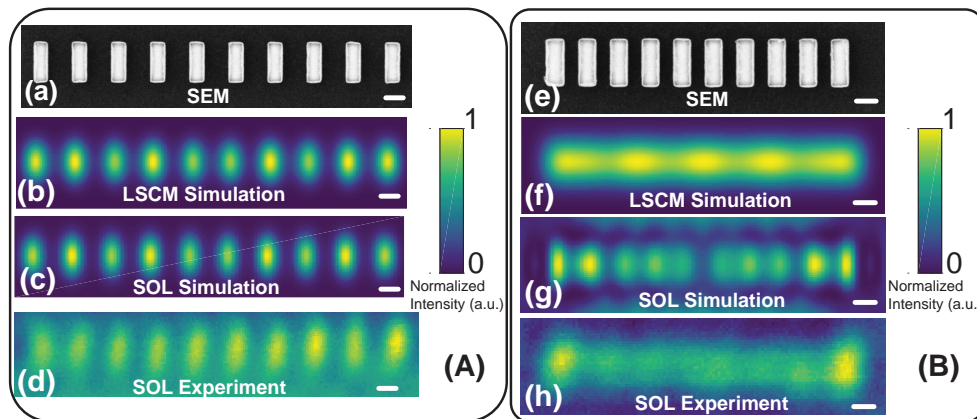 (a)
SEM
(b)
LSCM Simulation
(c)
SOL Simulation
(d)
SOL Experiment
1
0
Normalized
Intensity (a.u.)
(A)
(e)
SEM
(f)
LSCM Simulation
(g)
SOL Simulation
(h)
SOL Experiment
1
0
Normalized
Intensity (a.u.
(B)